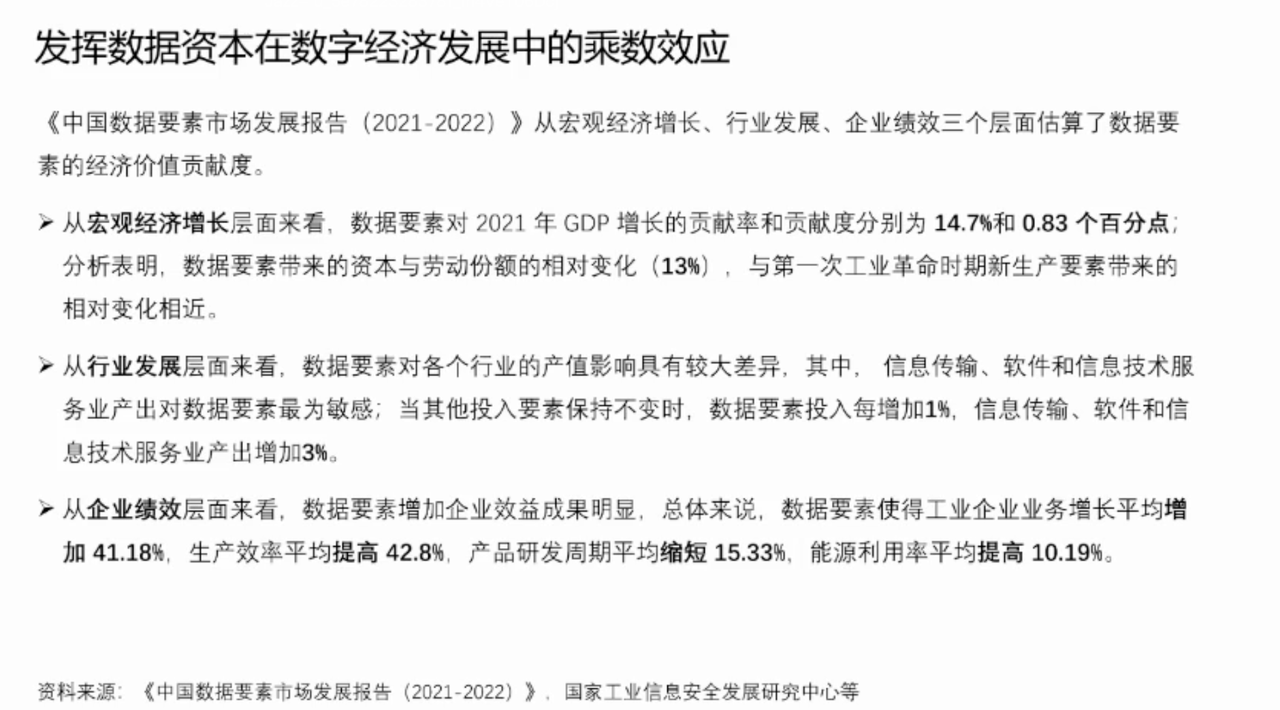 发挥数据资本在数字经济发展中的乘数效应
《中国数据要素市场发展报告（2021-2022）》从宏观经济增长、行业发展、企业绩效三个层面估算了数据要
素的经济价值贡献度。
➢ 从宏观经济增长层面来看，数据要素对 2021 年 GDP 增长的贡献率和贡献度分别为 14.7%和 0.83 个百分点；
分析表明，数据要素带来的资本与劳动份额的相对变化（13%），与第一次工业革命时期新生产要素带来的
相对变化相近。
➢ 从行业发展层面来看，数据要素对各个行业的产值影响具有较大差异，其中， 信息传输、软件和信息技术服
务业产出对数据要素最为敏感；当其他投入要素保持不变时，数据要素投入每增加1%，信息传输、软件和信
息技术服务业产出增加3%。
➢ 从企业绩效层面来看，数据要素增加企业效益成果明显，总体来说，数据要素使得工业企业业务增长平均增
加 41.18%，生产效率平均提高 42.8%，产品研发周期平均缩短 15.33%，能源利用率平均提高 10.19%。
资料来源：《中国数据要素市场发展报告（2021-2022）》，国家工业信息安全发展研究中心等